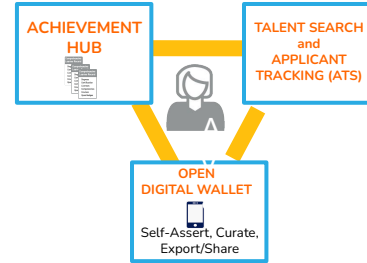 ACHIEVEMENT
HUB
TALENT SEARCH
and
APPLICANT
TRACKING (ATS)
OPEN
DIGITAL WALLET
Self-Assert, Curate,
Export/Share